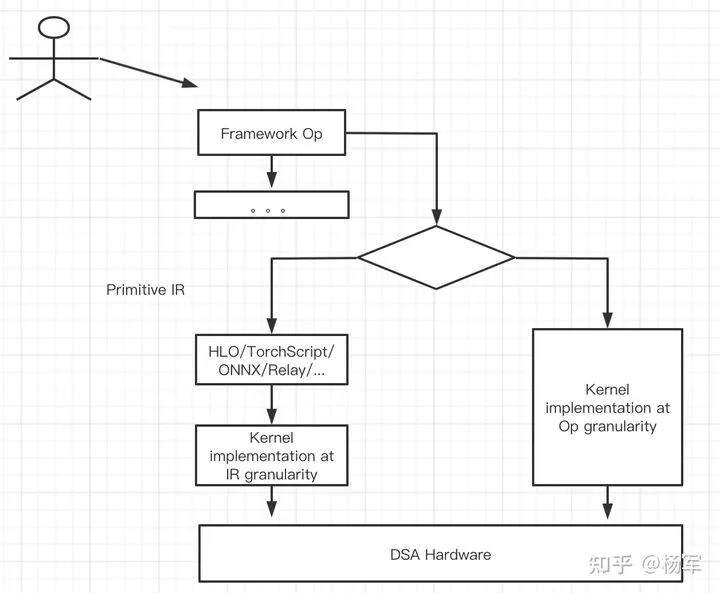 Framework Op
。。。
Primitive IR
HLO/TorchScript/
ONNX/Relay/...
Kernel
implementation at
Op granularity
Kernel
implementation at
IR granularity
DSA Hardware
知乎 @杨军